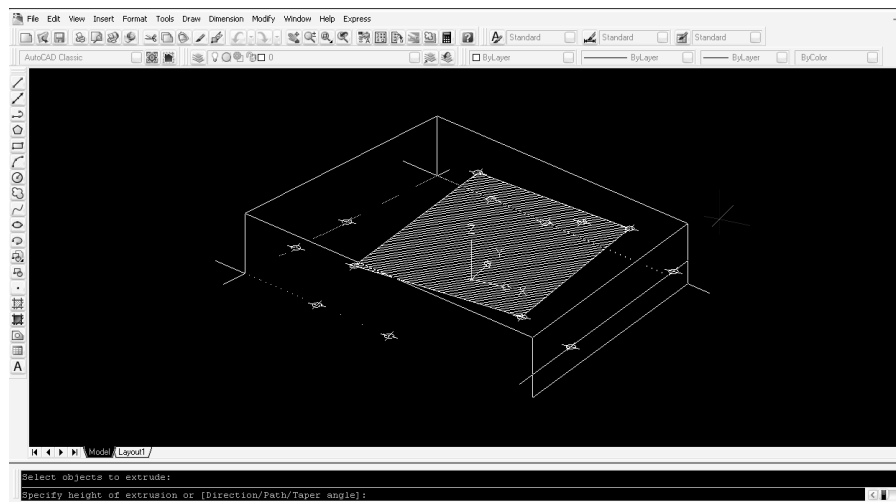 File Edit View Insert Format Tools Draw Dimension Modify Window Help Express
Standard Standard Standard
AutoCAD Classic 0 ByLayer ByLayer ByLayer ByColor
Z
Y
X
A
Model Layout1
Select objects to extrude:
Specify height of extrusion or [Direction/Path/Taper angle]: